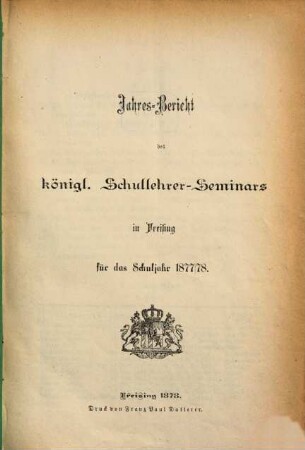 Jahres-Bericht
des
königl. Schullehrer-Seminars
in Freising
für das Schuljahr 1877/78.
Freising 1878.
Druck von Franz Paul Datterer.